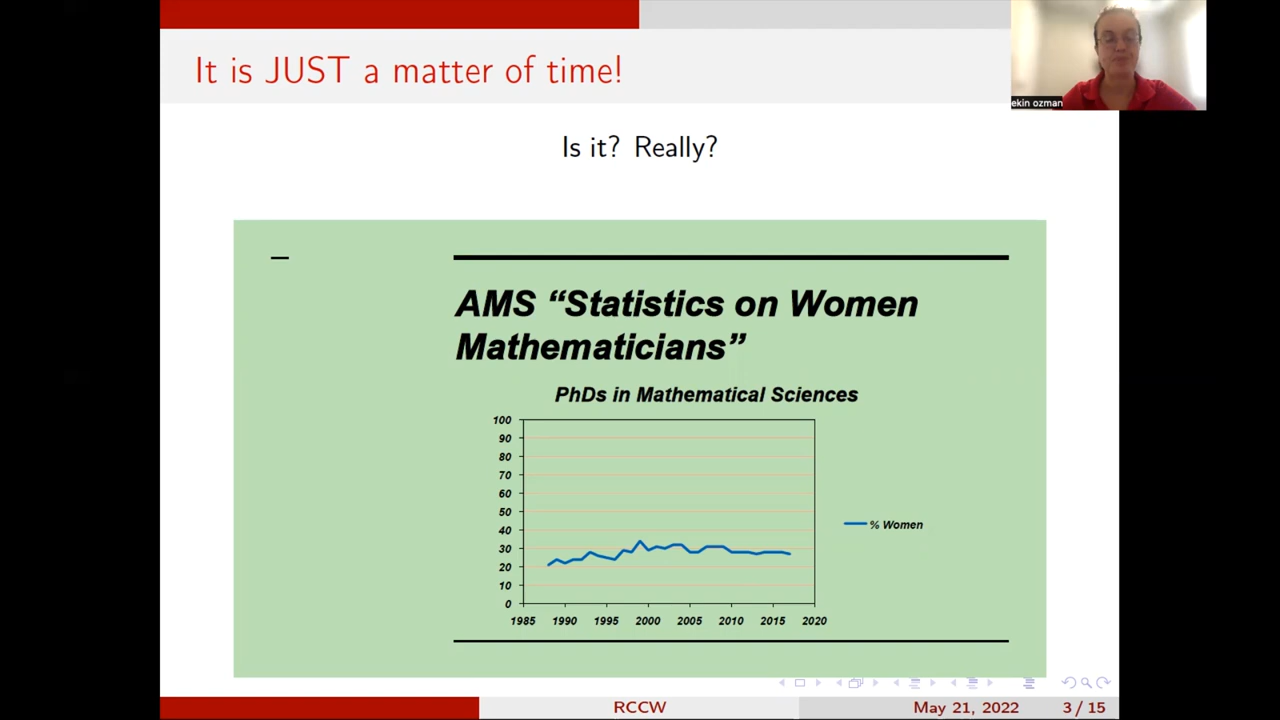 It is JUST a matter of time!
ekin ozman
Is it? Really?
AMS “Statistics on Women
Mathematicians”
PhDs in Mathematical Sciences
100
90
80
70
60
50
40
30
20
10
0
1985 1990 1995 2000 2005 2010 2015 2020
% Women
RCCW May 21, 2022 3 / 15